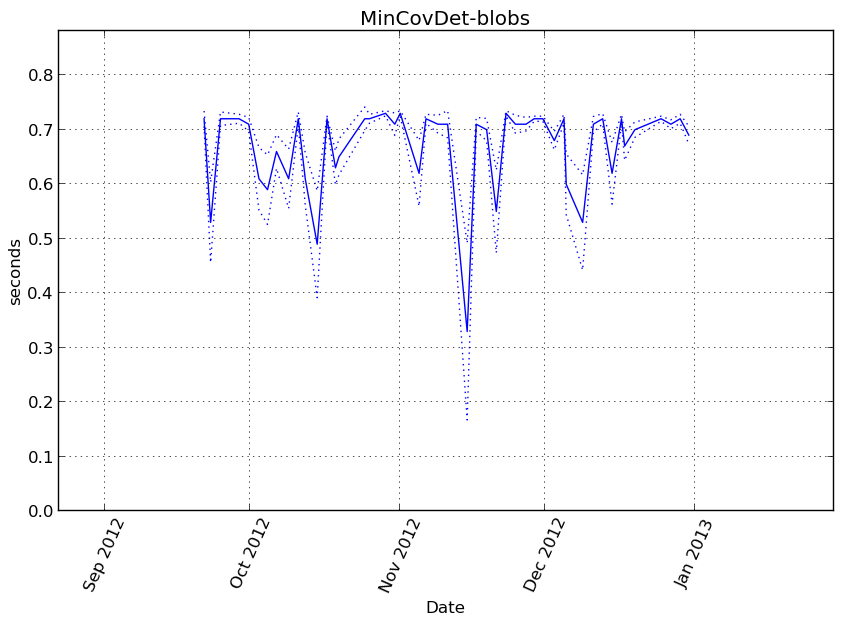 MinCovDet-blobs
0.8
0.7
0.6
0.5
0.4
0.3
0.2
0.1
0.0
seconds
Sep 2012
Oct 2012
Nov 2012
Dec 2012
Jan 2013
Date